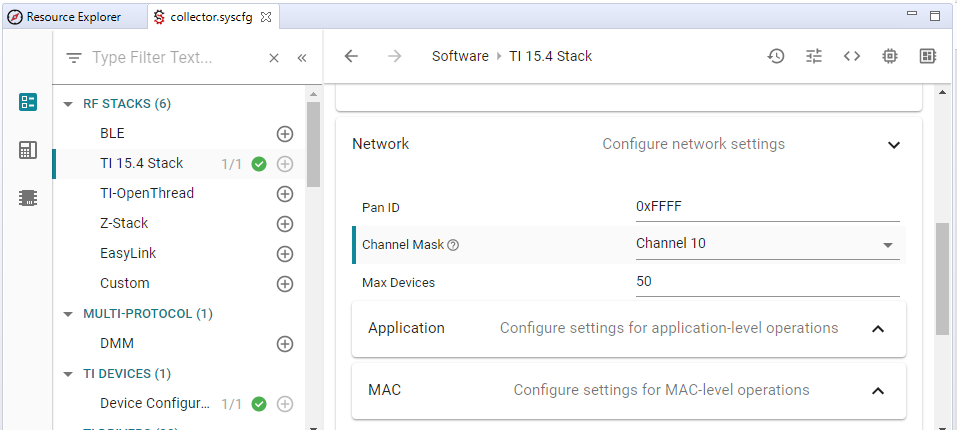 Resource Explorer
collector.syscfg
Type Filter Text...
«
Software › TI 15.4 Stack
RF STACKS (6)
BLE
TI 15.4 Stack 1/1
TI-OpenThread
Z-Stack
EasyLink
Custom
MULTI-PROTOCOL (1)
DMM
TI DEVICES (1)
Device Configur... 1/1
Network Configure network settings
Pan ID 0xFFFF
Channel Mask Channel 10
Max Devices 50
Application Configure settings for application-level operations
MAC Configure settings for MAC-level operations